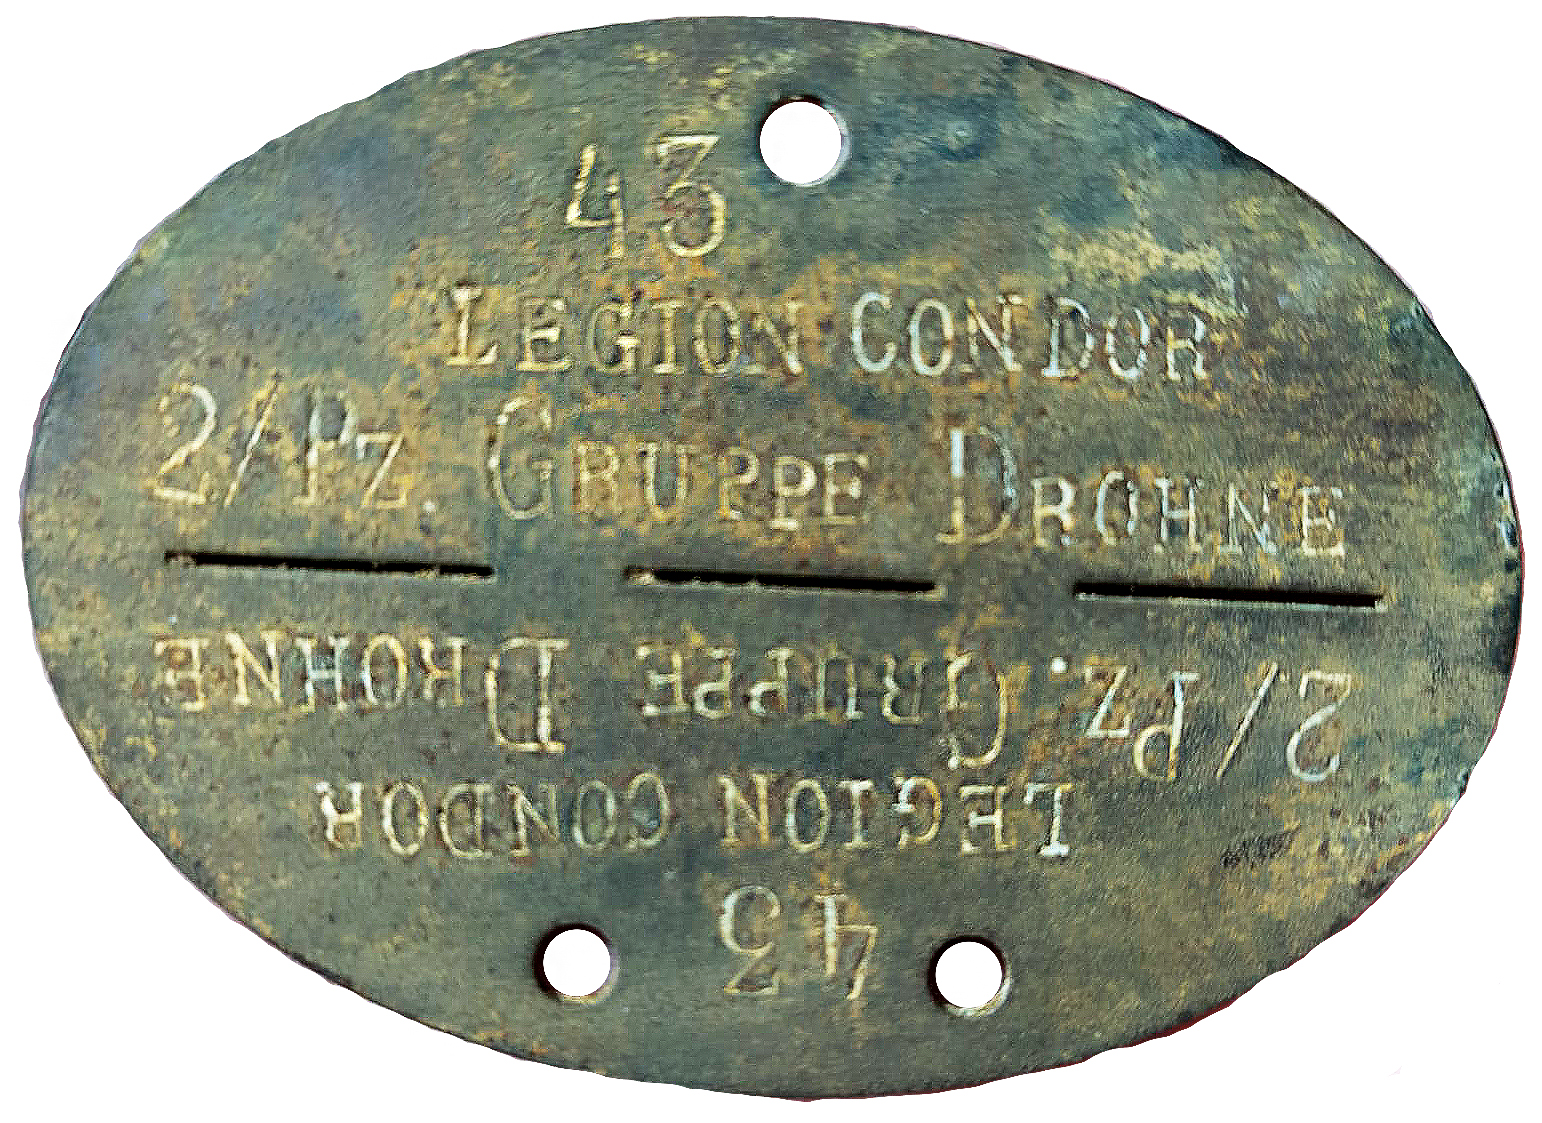 43
LEGION CONDOR
2/PZ. GRUPPE DROHNE
2/PZ. GRUPPE DROHNE
LEGION CONDOR
43